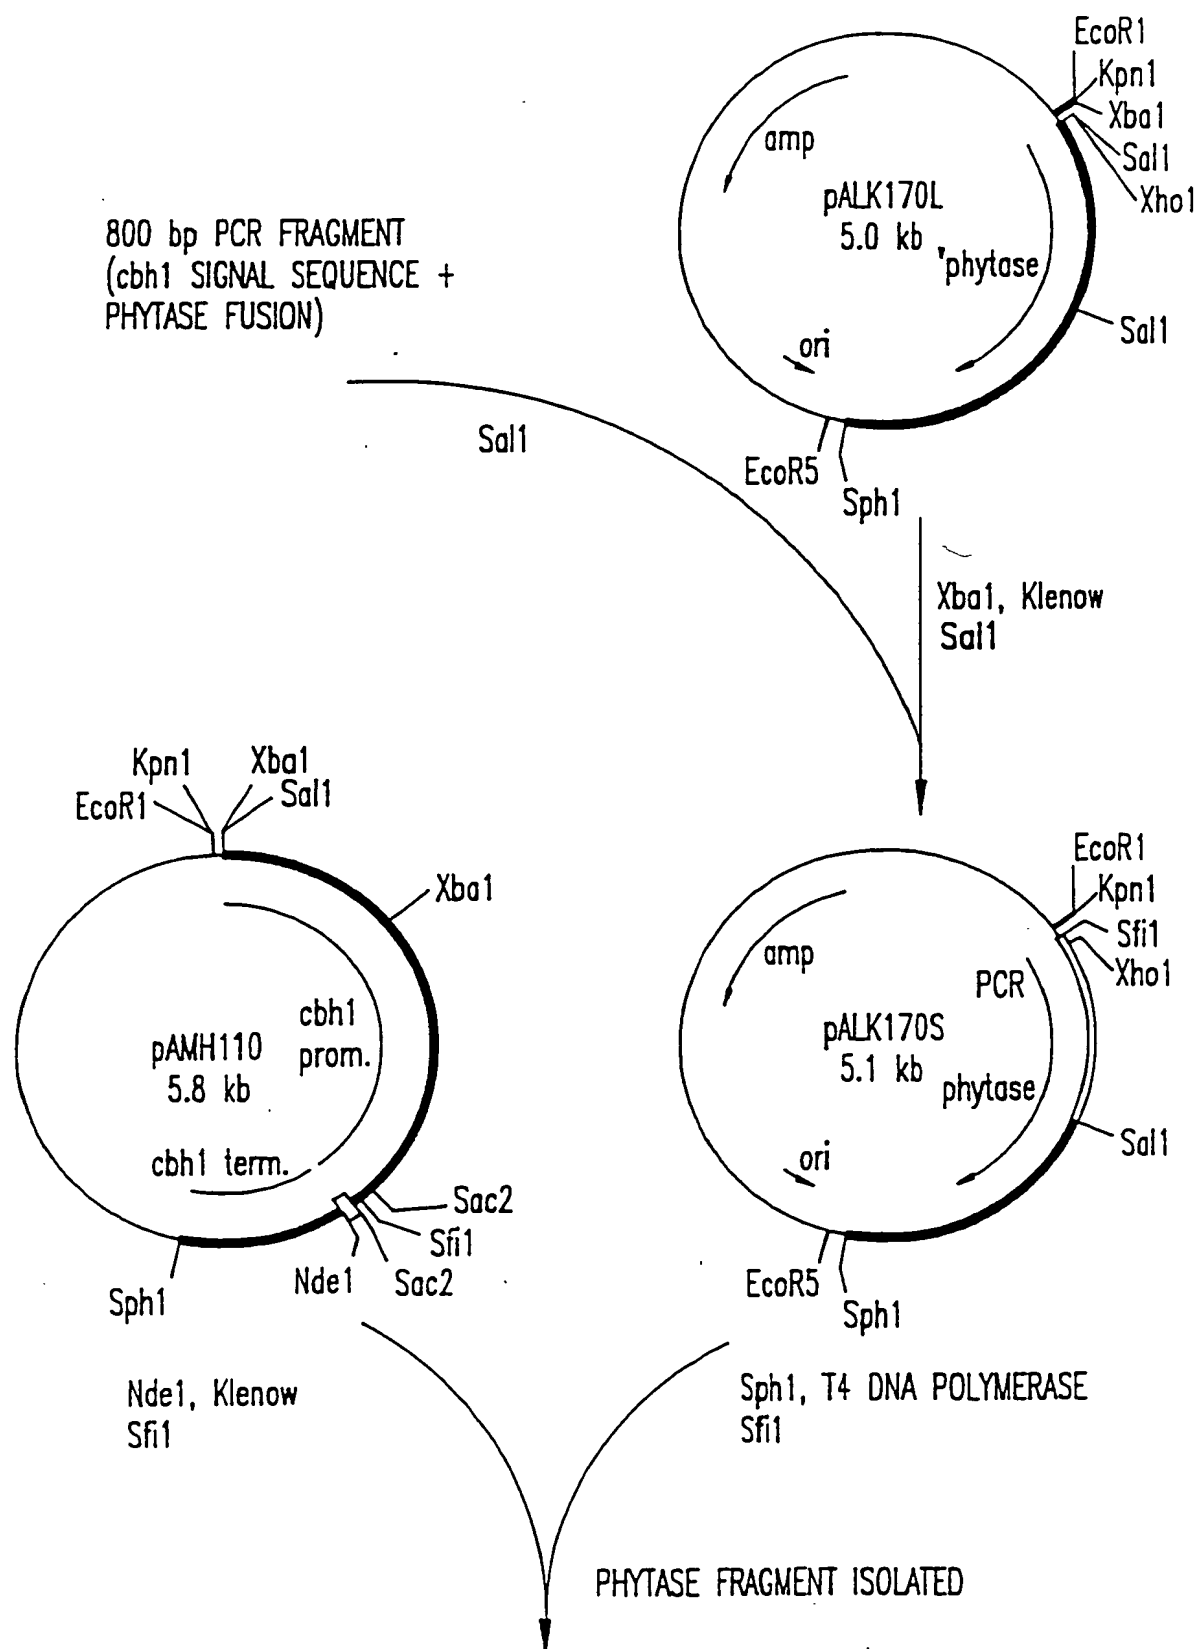 EcoR1
Kpn1
Xba1
Sal1
Xho1
amp
pALK170L
5.0 kb
'phytase
Sal1
ori
EcoR5
Sph1
800 bp PCR FRAGMENT
(cbh1 SIGNAL SEQUENCE +
PHYTASE FUSION)
Sal1
Xba1, Klenow
Sal1
Kpn1
Xba1
EcoR1
Sal1
Xba1
cbh1
prom.
pAMH110
5.8 kb
cbh1 term.
Sac2
Sfi1
Sac2
Nde1
Sph1
EcoR1
Kpn1
Sfi1
Xho1
amp
PCR
pALK170S
5.1 kb
phytase
Sal1
ori
EcoR5
Sph1
Nde1, Klenow
Sfi1
Sph1, T4 DNA POLYMERASE
Sfi1
PHYTASE FRAGMENT ISOLATED